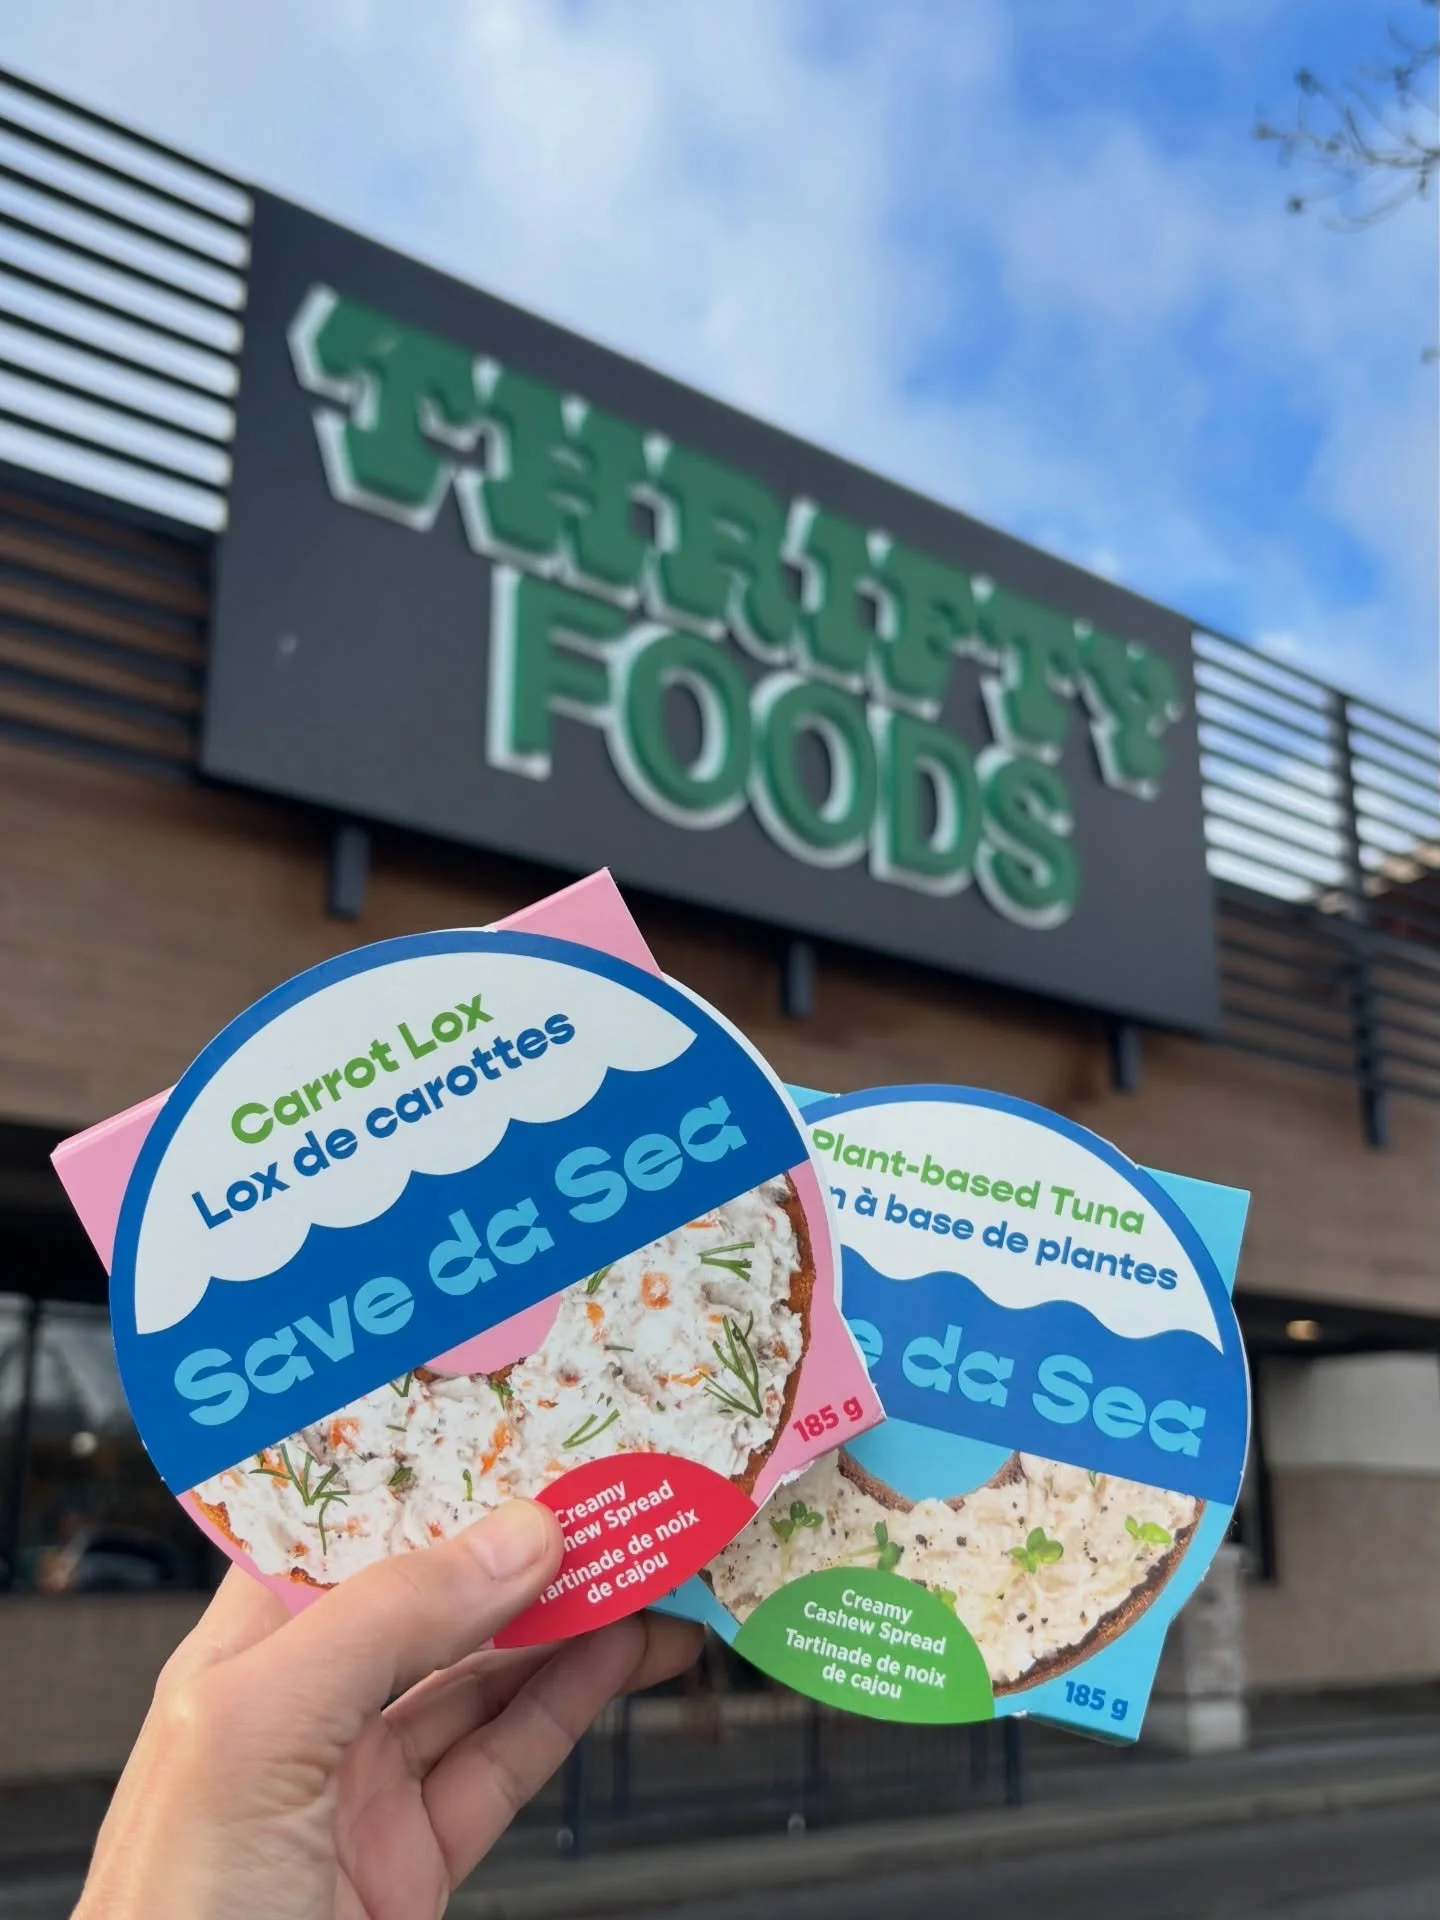 THRIFTY
FOODS
Carrot Lox
Lox de carottes
Save da Sea
185 g
Creamy
Spread
Tartinade de noix
de cajou
Plant-based Tuna
à base de plantes
da Sea
Creamy
Cashew Spread
Tartinade de noix
de cajou
185 g